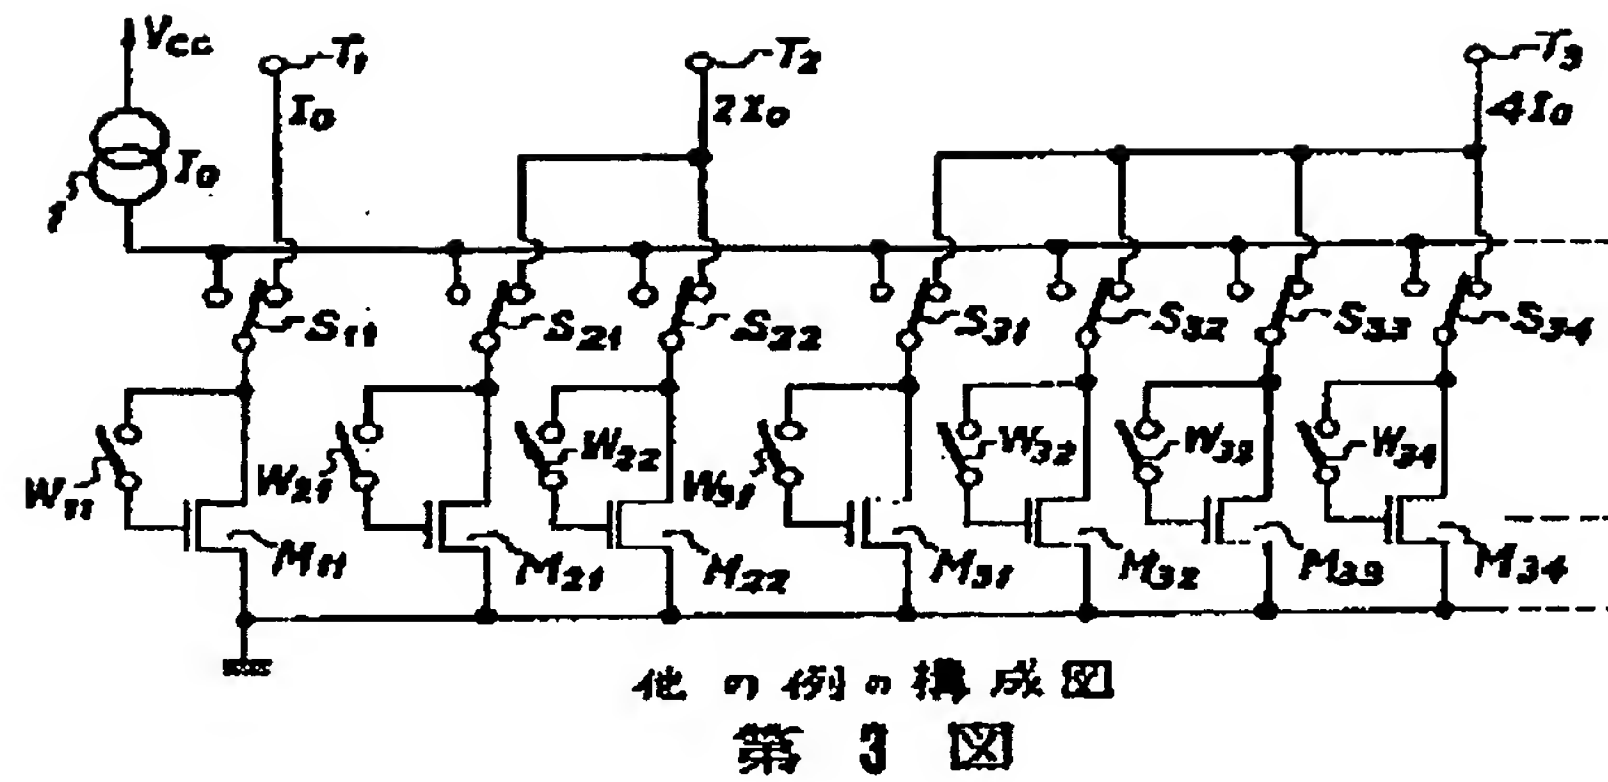 Vcc T1 T2 T3
I0 2I0 4I0
I0
1
S11 S21 S22 S31 S32 S33 S34
W11 W21 W22 W31 W32 W33 W34
M11 M21 M22 M31 M32 M33 M34
他の例の構成図
第 3 図